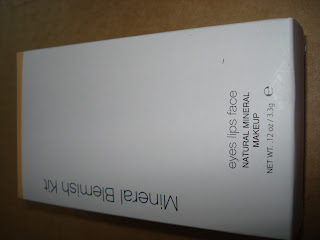 Mineral Blemish Kit
eyes lips face
NATURAL MINERAL
MAKEUP
NET WT. .12 oz / 3.3g ℮